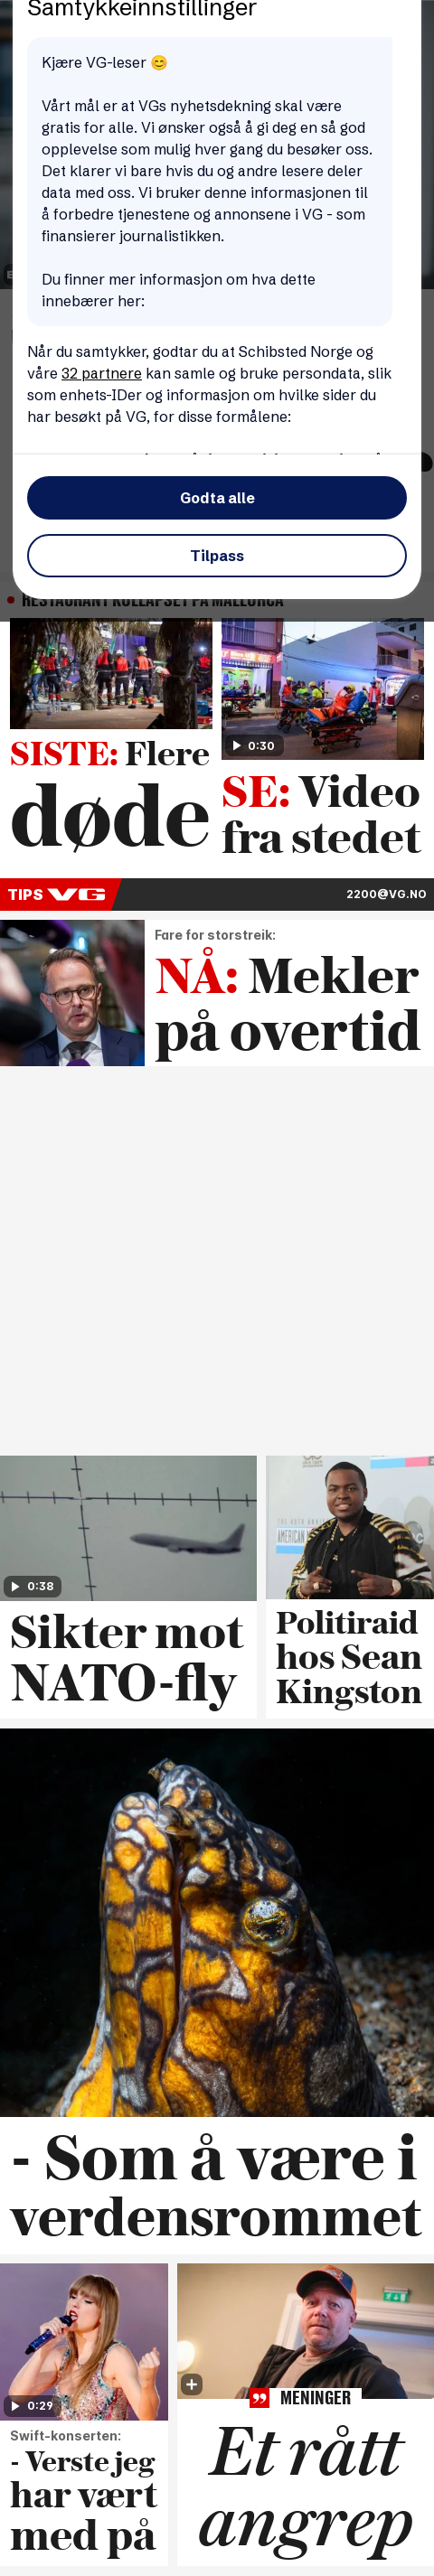 Samtykkeinnstillinger
Kjære VG-leser 😊
Vårt mål er at VGs nyhetsdekning skal være
gratis for alle. Vi ønsker også å gi deg en så god
opplevelse som mulig hver gang du besøker oss.
Det klarer vi bare hvis du og andre lesere deler
data med oss. Vi bruker denne informasjonen til
å forbedre tjenestene og annonsene i VG - som
finansierer journalistikken.
Du finner mer informasjon om hva dette
innebærer her:
Når du samtykker, godtar du at Schibsted Norge og
våre 32 partnere kan samle og bruke persondata, slik
som enhets-IDer og informasjon om hvilke sider du
har besøkt på VG, for disse formålene:
Godta alle
Tilpass
RESTAURANT KOLLAPSET PÅ MALLORCA
0:30
SISTE: Flere
døde
SE: Video
fra stedet
TIPS VG
2200@VG.NO
Fare for storstreik:
NÅ: Mekler
på overtid
0:38
Sikter mot
NATO-fly
Politiraid
hos Sean
Kingston
- Som å være i
verdensrommet
0:29
Swift-konserten:
- Verste jeg
har vært
med på
MENINGER
Et rått
angrep